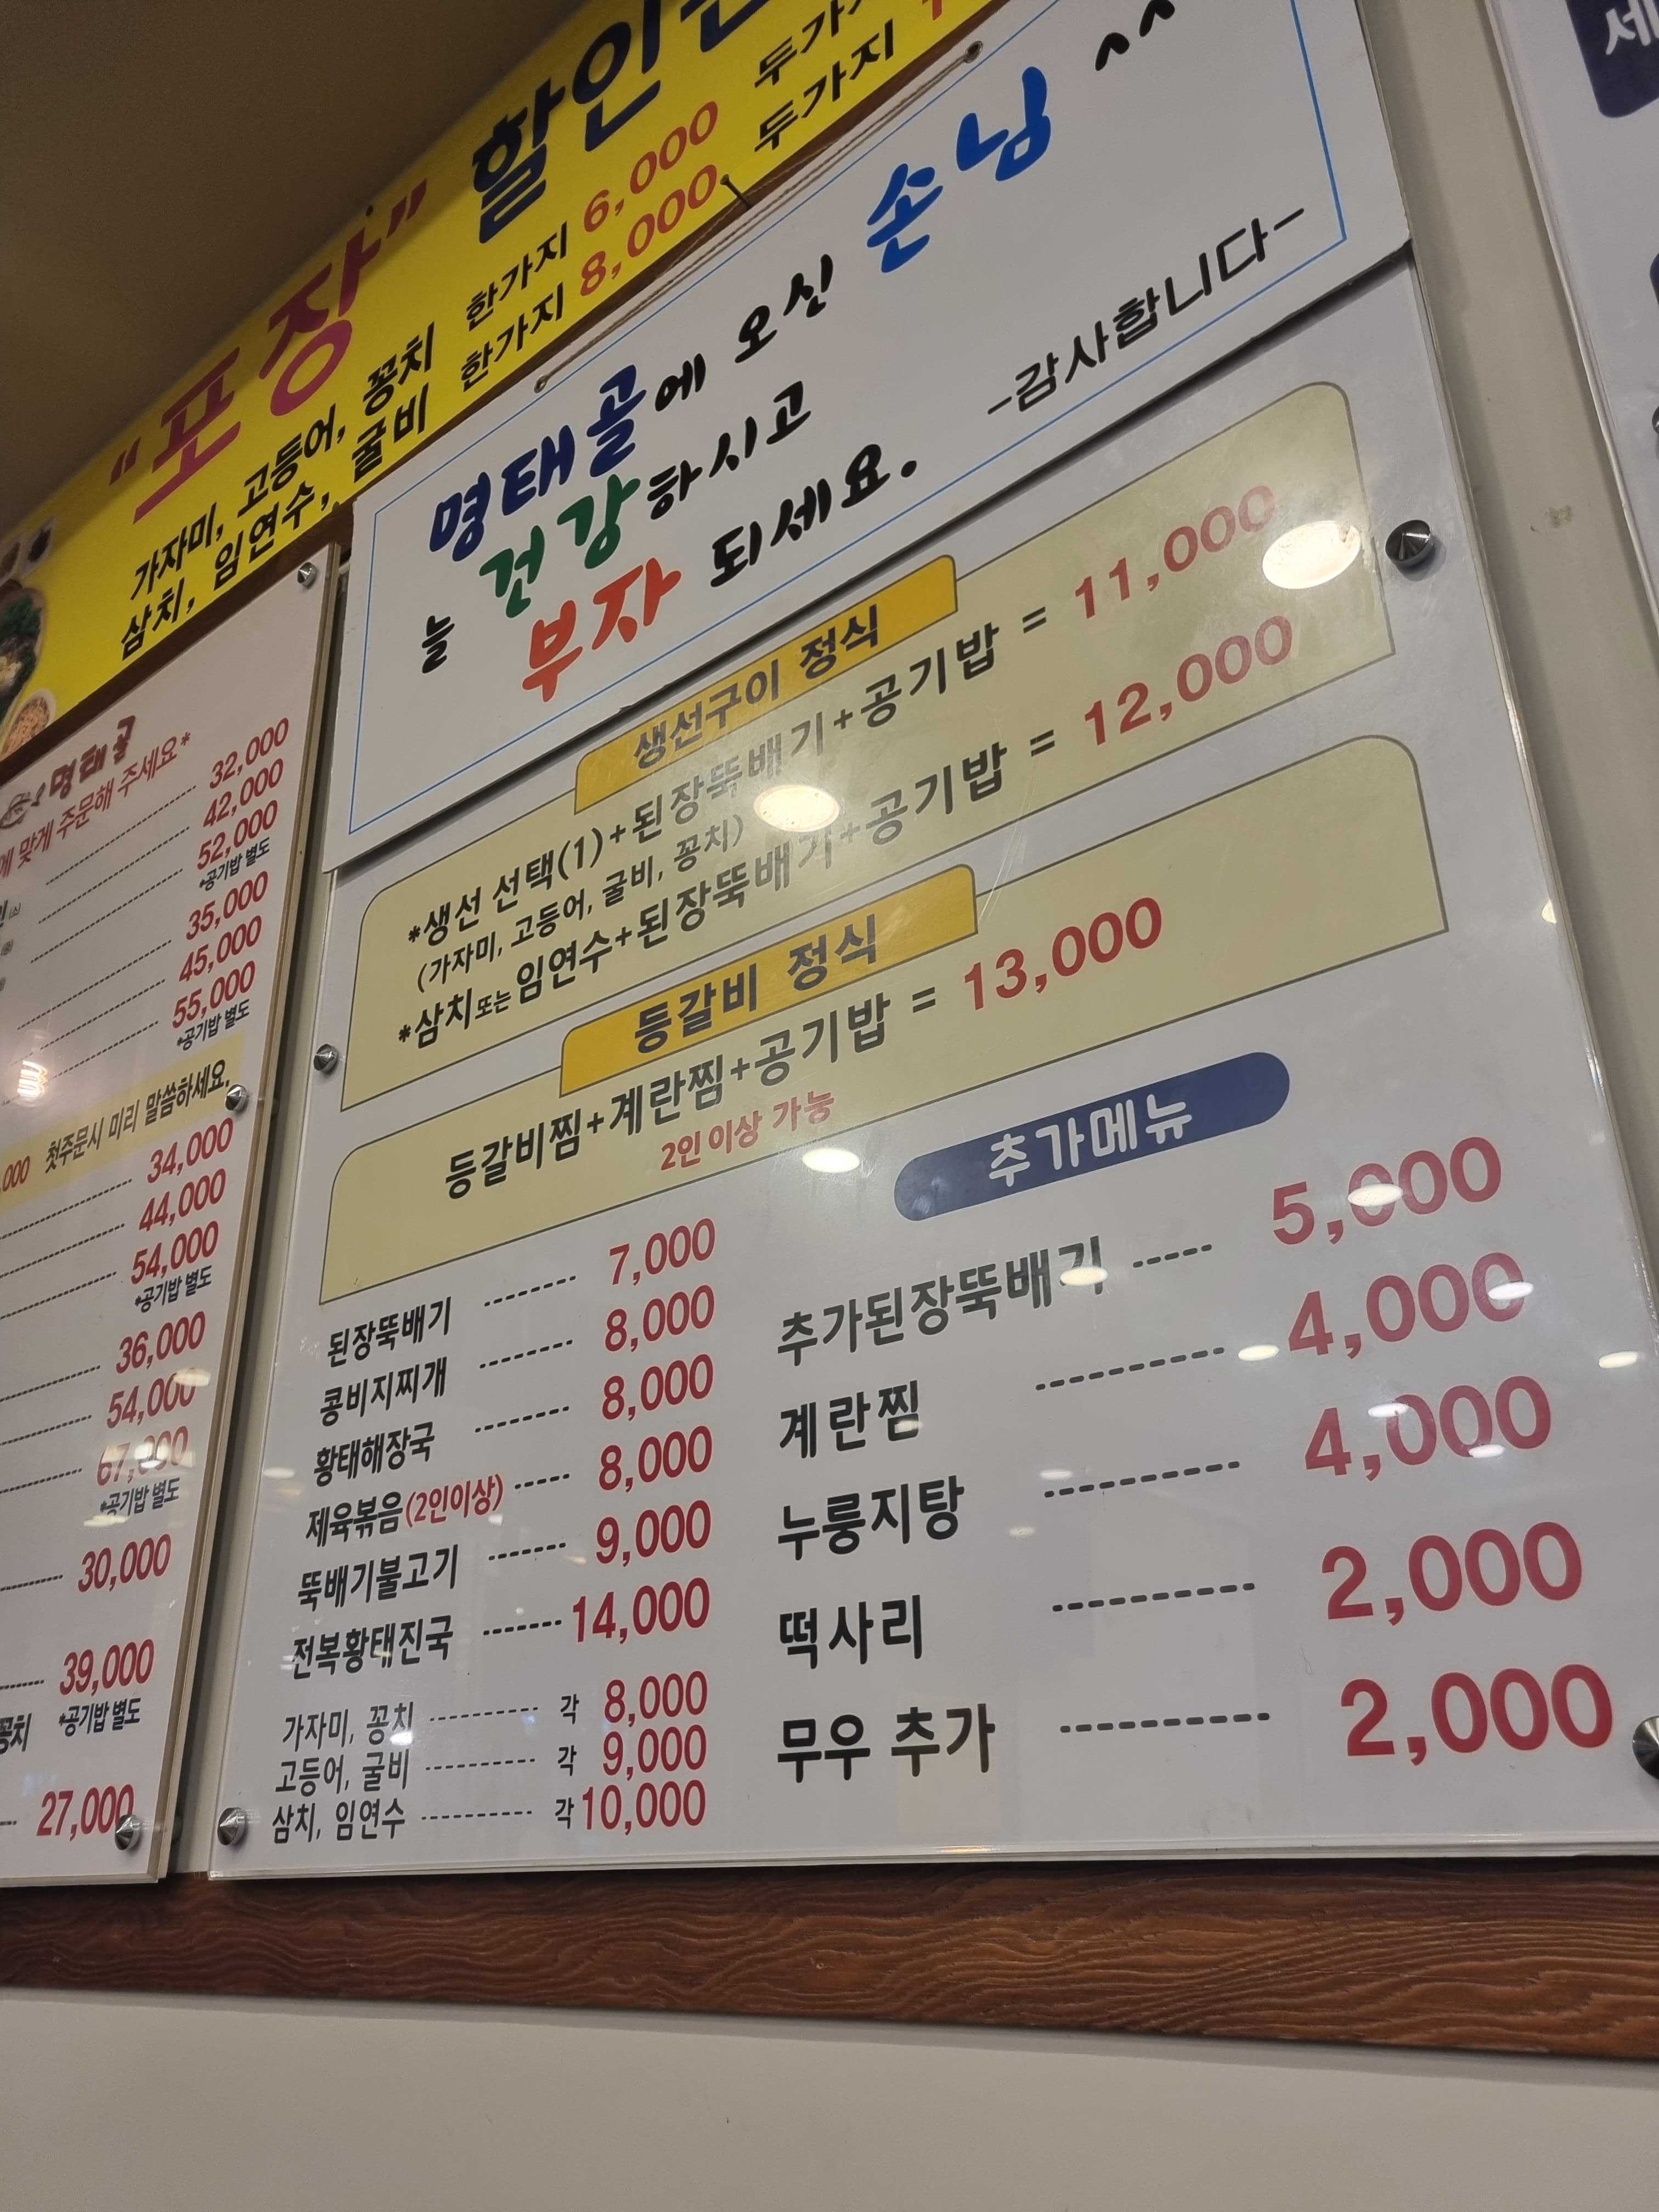 "포장" 할인
가자미, 고등어, 꽁치 한가지 6,000 두가지
삼치, 임연수, 굴비 한가지 8,000 두가지
명태골에 오신 손님 ^^
늘 건강하시고
부자 되세요.
-감사합니다-
명태골
에 맞게 주문해 주세요*
32,000
42,000
52,000
*공기밥 별도
35,000
45,000
55,000
*공기밥 별도
,000 첫주문시 미리 말씀하세요.
34,000
44,000
54,000
*공기밥 별도
36,000
54,000
67,000
*공기밥 별도
30,000
39,000
꽁치 *공기밥 별도
27,000
생선구이 정식
*생선 선택(1)+된장뚝배기+공기밥 = 11,000
(가자미, 고등어, 굴비, 꽁치)
*삼치또는임연수+된장뚝배기+공기밥 = 12,000
등갈비 정식
등갈비찜+계란찜+공기밥 = 13,000
2인 이상 가능
된장뚝배기 ------- 7,000
콩비지찌개 ------- 8,000
황태해장국 ------- 8,000
제육볶음(2인이상) ----- 8,000
뚝배기불고기 ------ 9,000
전복황태진국 ------- 14,000
가자미, 꽁치 --------- 각 8,000
고등어, 굴비 --------- 각 9,000
삼치, 임연수 --------- 각 10,000
추가메뉴
추가된장뚝배기 ----- 5,000
계란찜 ----------- 4,000
누룽지탕 ----------- 4,000
떡사리 ----------- 2,000
무우 추가 ----------- 2,000
세